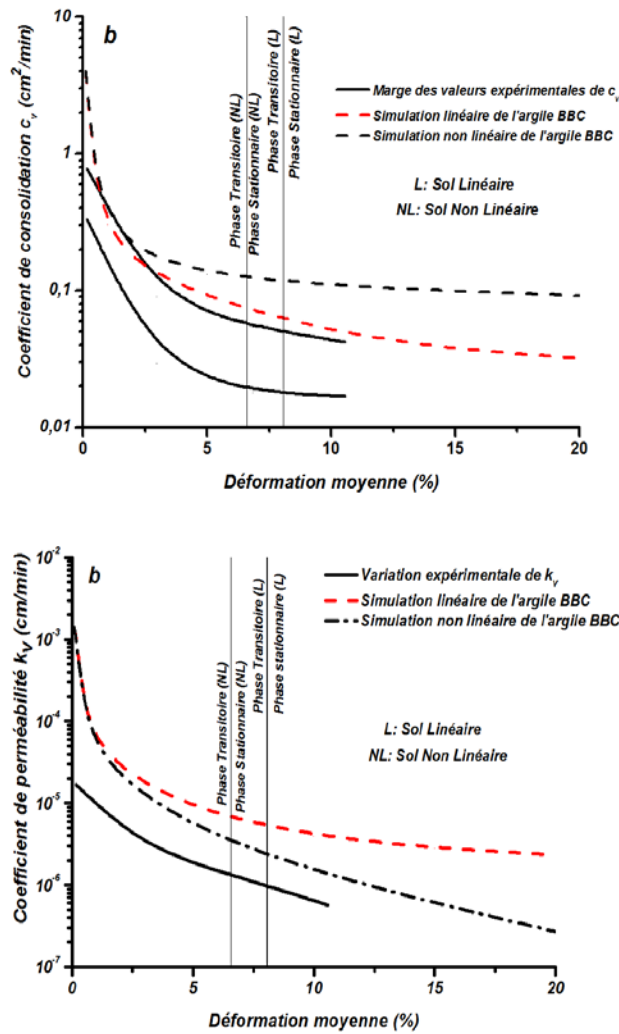 b
10
1
0,1
0,01
Coefficient de consolidation cv (cm2/min)
Phase Transitoire (NL)
Phase Stationnaire (NL)
Phase Transitoire (L)
Phase Stationnaire (L)
Marge des valeurs expérimentales de cv
Simulation linéaire de l'argile BBC
Simulation non linéaire de l'argile BBC
L: Sol Linéaire
NL: Sol Non Linéaire
0 5 10 15 20
Déformation moyenne (%)
b
10-2
10-3
10-4
10-5
10-6
10-7
Coefficient de perméabilité kV (cm/min)
Phase Transitoire (NL)
Phase Stationnaire (NL)
Phase Transitoire (L)
Phase stationnaire (L)
Variation expérimentale de kv
Simulation linéaire de l'argile BBC
Simulation non linéaire de l'argile BBC
L: Sol Linéaire
NL: Sol Non Linéaire
0 5 10 15 20
Déformation moyenne (%)